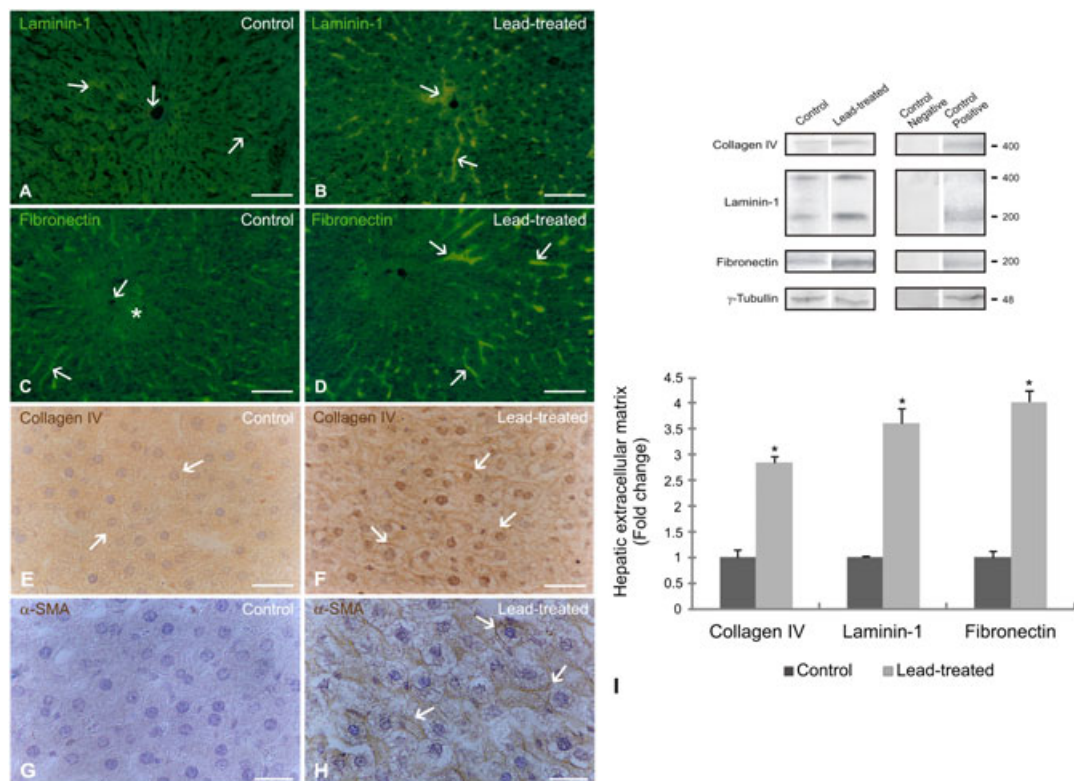 Laminin-1 Control
A
Laminin-1 Lead-treated
B
Fibronectin Control
*
C
Fibronectin Lead-treated
D
Collagen IV Control
E
Collagen IV Lead-treated
F
α-SMA Control
G
α-SMA Lead-treated
H
Control
Lead-treated
Control
Negative
Control
Positive
Collagen IV - 400
Laminin-1 - 400
- 200
Fibronectin - 200
γ-Tubullin - 48
Hepatic extracellular matrix
(Fold change)
4.5
4
3.5
3
2.5
2
1.5
1
0.5
0
* * *
Collagen IV Laminin-1 Fibronectin
Control Lead-treated
I